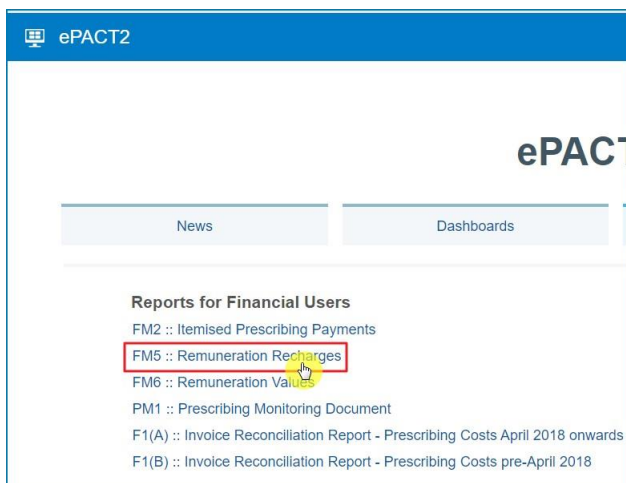 ePACT2
ePACT
News Dashboards
Reports for Financial Users
FM2 :: Itemised Prescribing Payments
FM5 :: Remuneration Recharges
FM6 :: Remuneration Values
PM1 :: Prescribing Monitoring Document
F1(A) :: Invoice Reconciliation Report - Prescribing Costs April 2018 onwards
F1(B) :: Invoice Reconciliation Report - Prescribing Costs pre-April 2018